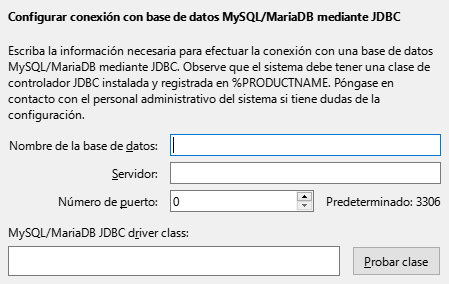 Configurar conexión con base de datos MySQL/MariaDB mediante JDBC
Escriba la información necesaria para efectuar la conexión con una base de datos
MySQL/MariaDB mediante JDBC. Observe que el sistema debe tener una clase de
controlador JDBC instalada y registrada en %PRODUCTNAME. Póngase en
contacto con el personal administrativo del sistema si tiene dudas de la
configuración.
Nombre de la base de datos:
Servidor:
Número de puerto: 0 Predeterminado: 3306
MySQL/MariaDB JDBC driver class:
Probar clase